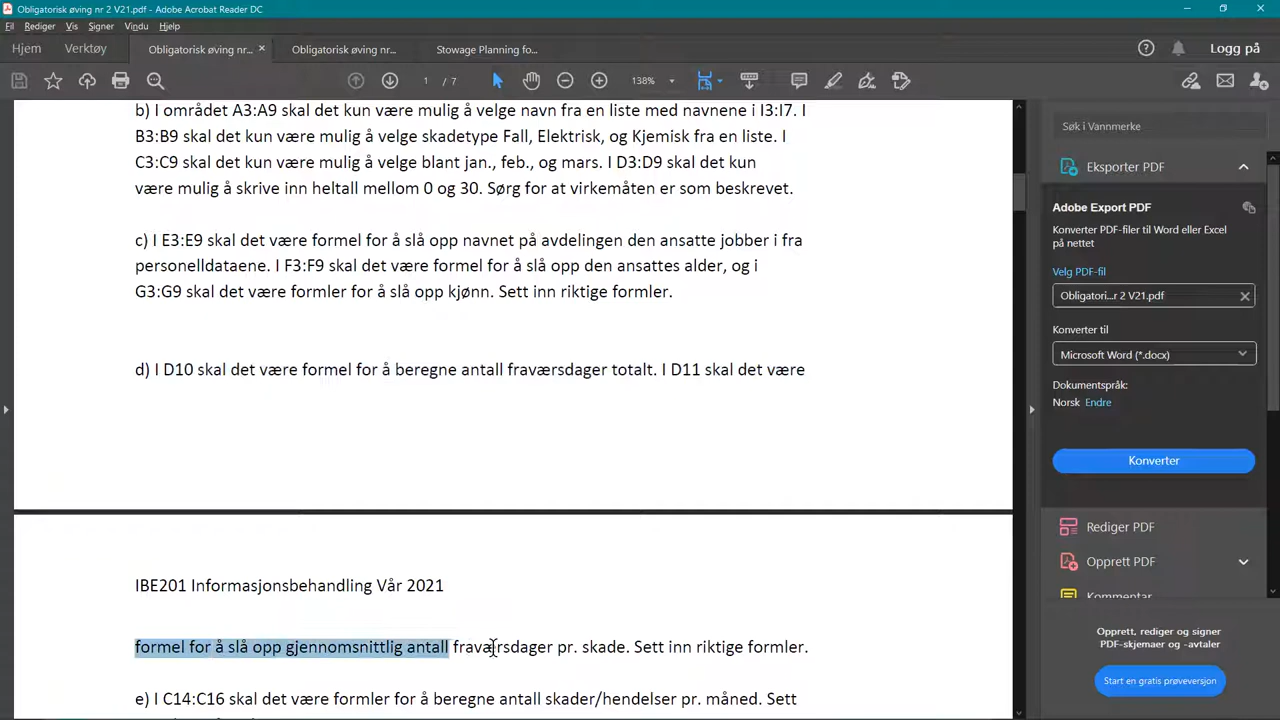 Obligatorisk øving nr 2 V21.pdf - Adobe Acrobat Reader DC
Fil Rediger Vis Signer Vindu Hjelp
Hjem Verktøy Obligatorisk øving nr... × Obligatorisk øving nr... Stowage Planning fo... Logg på
1 / 7 138%
b) I området A3:A9 skal det kun være mulig å velge navn fra en liste med navnene i I3:I7. I
B3:B9 skal det kun være mulig å velge skadetype Fall, Elektrisk, og Kjemisk fra en liste. I
C3:C9 skal det kun være mulig å velge blant jan., feb., og mars. I D3:D9 skal det kun
være mulig å skrive inn heltall mellom 0 og 30. Sørg for at virkemåten er som beskrevet.
c) I E3:E9 skal det være formel for å slå opp navnet på avdelingen den ansatte jobber i fra
personelldataene. I F3:F9 skal det være formel for å slå opp den ansattes alder, og i
G3:G9 skal det være formler for å slå opp kjønn. Sett inn riktige formler.
d) I D10 skal det være formel for å beregne antall fraværsdager totalt. I D11 skal det være
IBE201 Informasjonsbehandling Vår 2021
formel for å slå opp gjennomsnittlig antall fraværsdager pr. skade. Sett inn riktige formler.
e) I C14:C16 skal det være formler for å beregne antall skader/hendelser pr. måned. Sett
Søk i Vannmerke
Eksporter PDF
Adobe Export PDF
Konverter PDF-filer til Word eller Excel
på nettet
Velg PDF-fil
Obligatori...r 2 V21.pdf
Konverter til
Microsoft Word (*.docx)
Dokumentspråk:
Norsk Endre
Konverter
Rediger PDF
Opprett PDF
Kommentar
Opprett, rediger og signer
PDF-skjemaer og -avtaler
Start en gratis prøveversjon